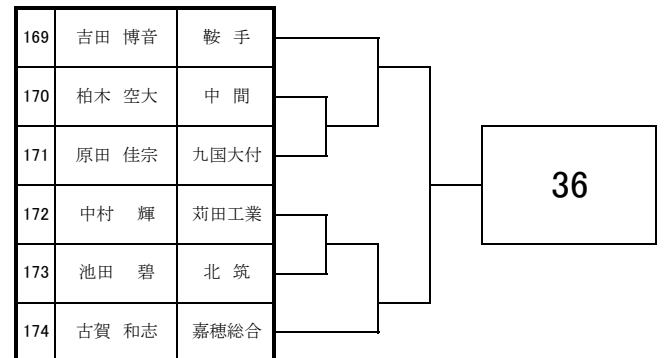 169 吉田 博音 鞍 手
170 柏木 空大 中 間
171 原田 佳宗 九国大付
36
172 中村 輝 苅田工業
173 池田 碧 北 筑
174 古賀 和志 嘉穂総合